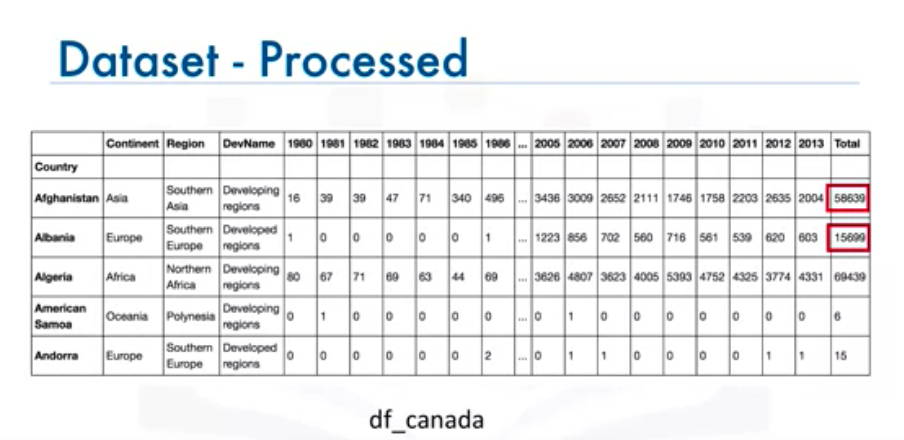 Dataset - Processed
Continent Region DevName 1980 1981 1982 1983 1984 1985 1986 ... 2005 2006 2007 2008 2009 2010 2011 2012 2013 Total
Country
Afghanistan Asia Southern Asia Developing regions 16 39 39 47 71 340 496 ... 3436 3009 2652 2111 1746 1758 2203 2635 2004 58639
Albania Europe Southern Europe Developed regions 1 0 0 0 0 0 1 ... 1223 856 702 560 716 561 539 620 603 15699
Algeria Africa Northern Africa Developing regions 80 67 71 69 63 44 69 ... 3626 4807 3623 4005 5393 4752 4325 3774 4331 69439
American Samoa Oceania Polynesia Developing regions 0 1 0 0 0 0 0 ... 0 1 0 0 0 0 0 0 0 6
Andorra Europe Southern Europe Developed regions 0 0 0 0 0 0 2 ... 0 1 1 0 0 0 0 1 1 15
df_canada